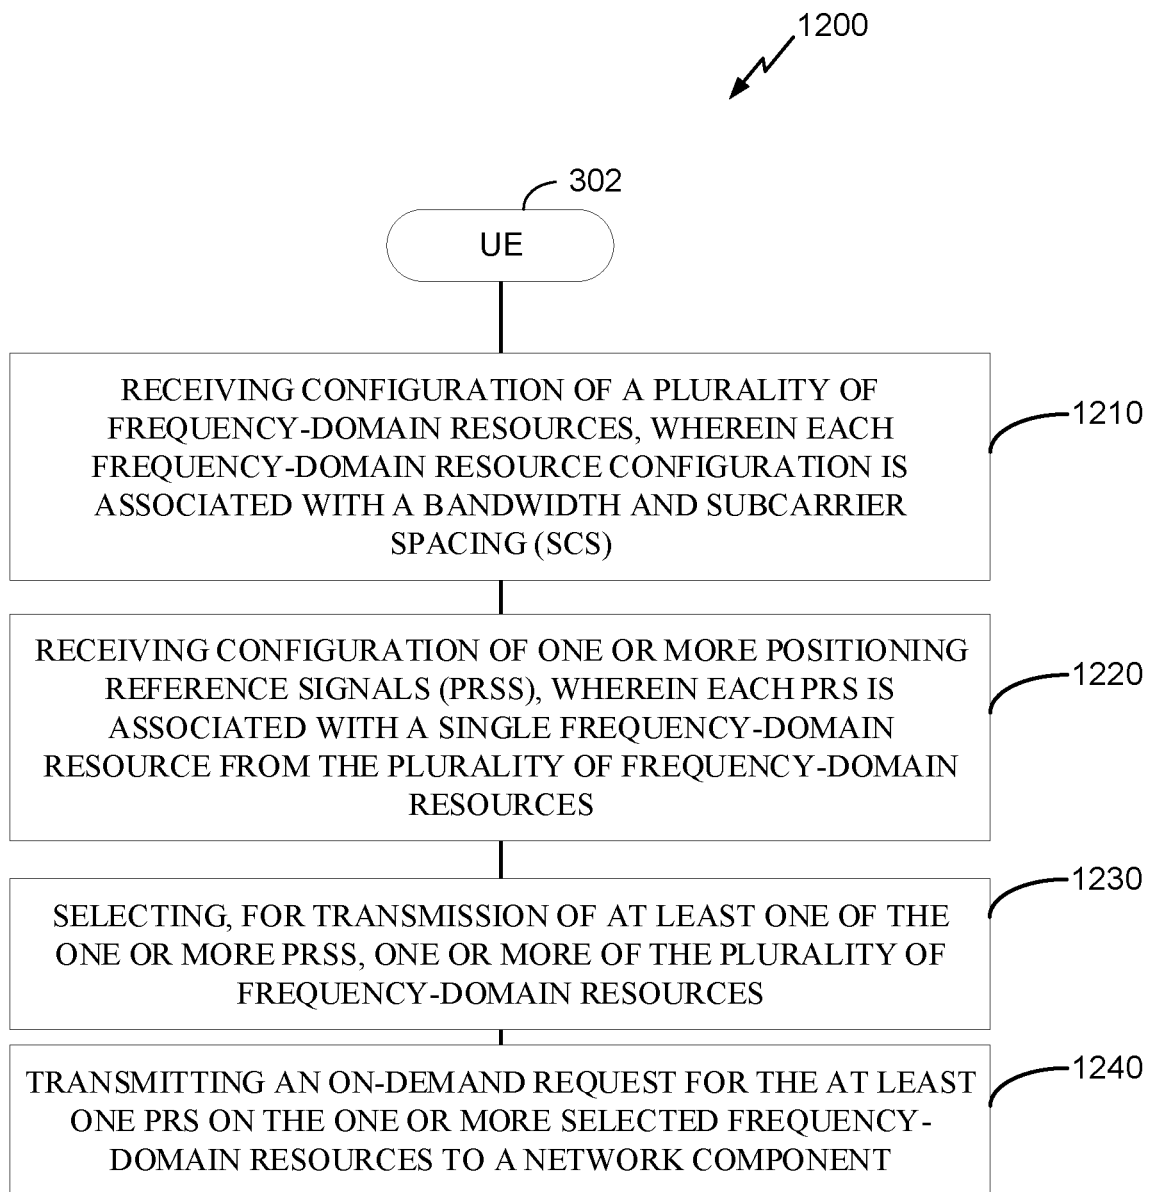 1200
302
UE
RECEIVING CONFIGURATION OF A PLURALITY OF
FREQUENCY-DOMAIN RESOURCES, WHEREIN EACH
FREQUENCY-DOMAIN RESOURCE CONFIGURATION IS
ASSOCIATED WITH A BANDWIDTH AND SUBCARRIER
SPACING (SCS)
1210
RECEIVING CONFIGURATION OF ONE OR MORE POSITIONING
REFERENCE SIGNALS (PRSS), WHEREIN EACH PRS IS
ASSOCIATED WITH A SINGLE FREQUENCY-DOMAIN
RESOURCE FROM THE PLURALITY OF FREQUENCY-DOMAIN
RESOURCES
1220
SELECTING, FOR TRANSMISSION OF AT LEAST ONE OF THE
ONE OR MORE PRSS, ONE OR MORE OF THE PLURALITY OF
FREQUENCY-DOMAIN RESOURCES
1230
TRANSMITTING AN ON-DEMAND REQUEST FOR THE AT LEAST
ONE PRS ON THE ONE OR MORE SELECTED FREQUENCY-
DOMAIN RESOURCES TO A NETWORK COMPONENT
1240